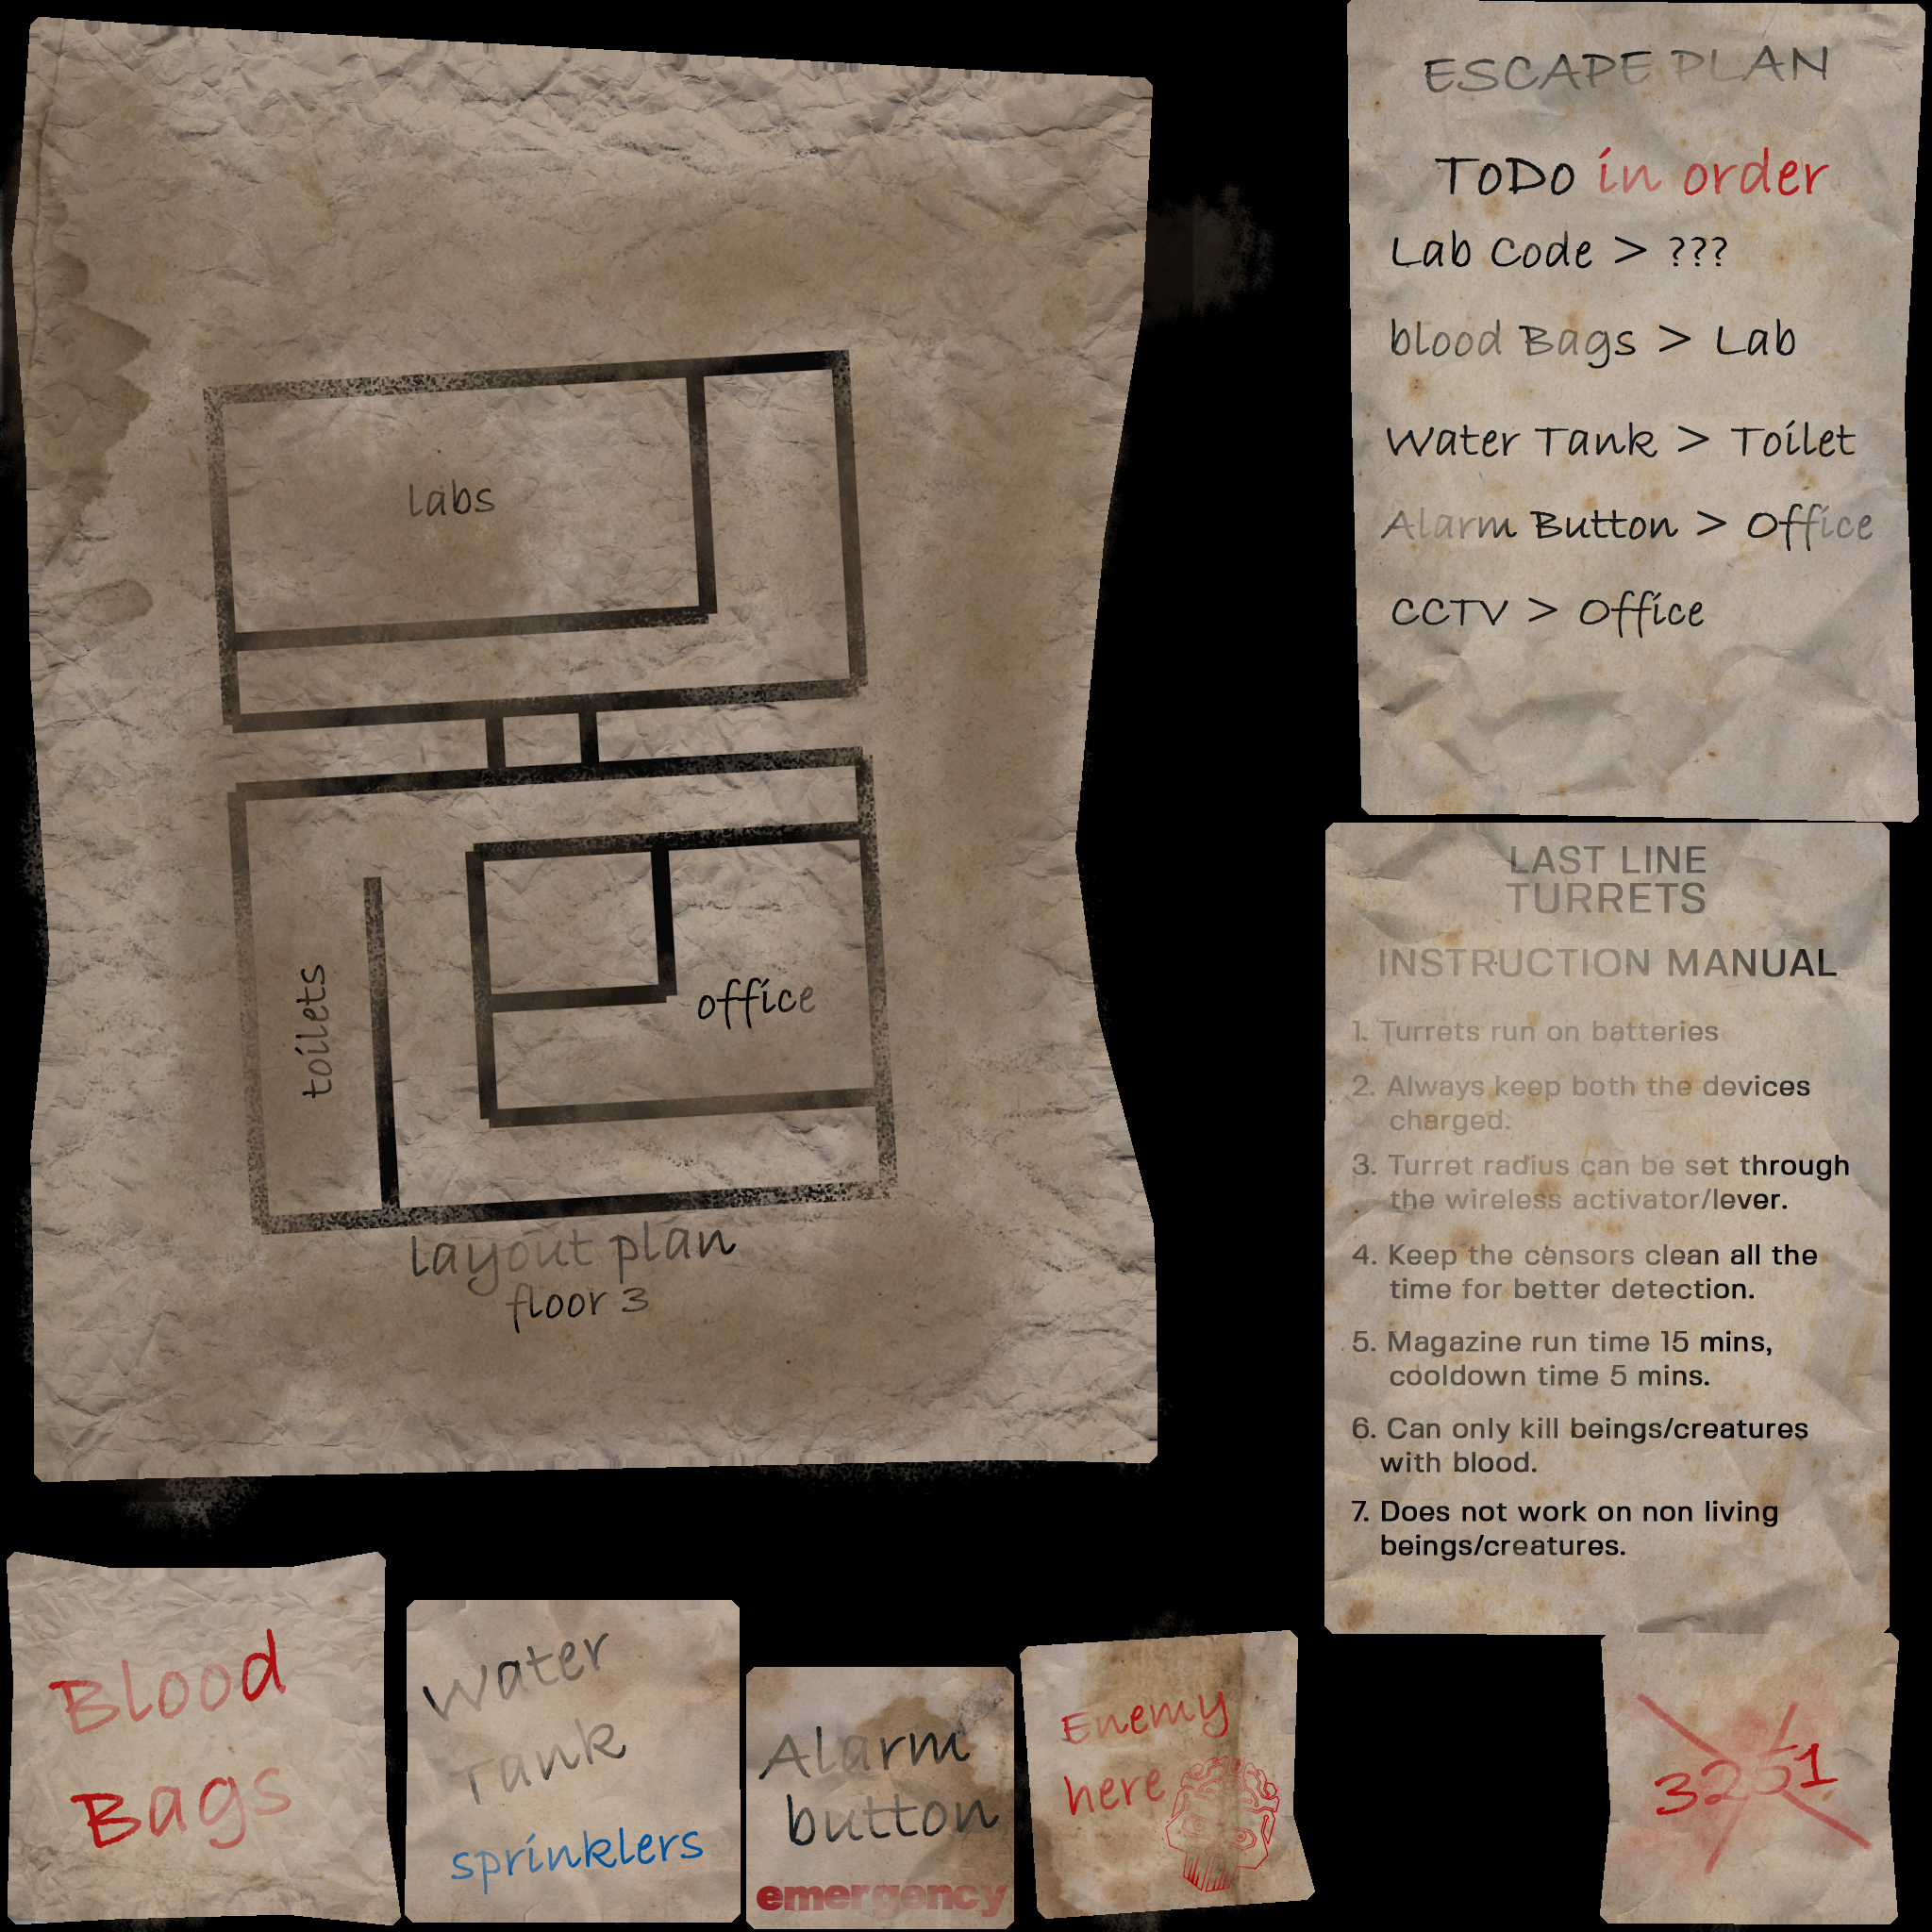 labs
toilets
office
layout plan
floor 3
ESCAPE PLAN
ToDo in order
Lab Code > ???
blood Bags > Lab
Water Tank > Toilet
Alarm Button > Office
CCTV > Office
LAST LINE
TURRETS
INSTRUCTION MANUAL
1. Turrets run on batteries
2. Always keep both the devices
charged.
3. Turret radius can be set through
the wireless activator/lever.
4. Keep the censors clean all the
time for better detection.
5. Magazine run time 15 mins,
cooldown time 5 mins.
6. Can only kill beings/creatures
with blood.
7. Does not work on non living
beings/creatures.
Blood
Bags
Water
Tank
sprinklers
Alarm
button
emergency
Enemy
here
3251